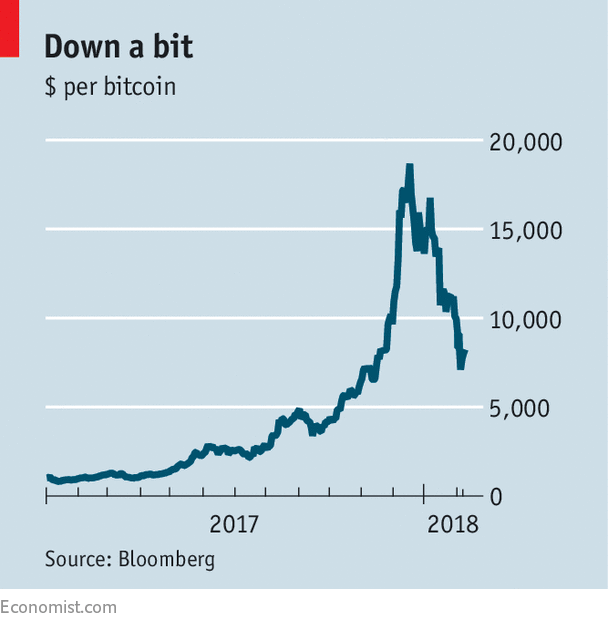 Down a bit
$ per bitcoin
20,000
15,000
10,000
5,000
0
2017 2018
Source: Bloomberg
Economist.com